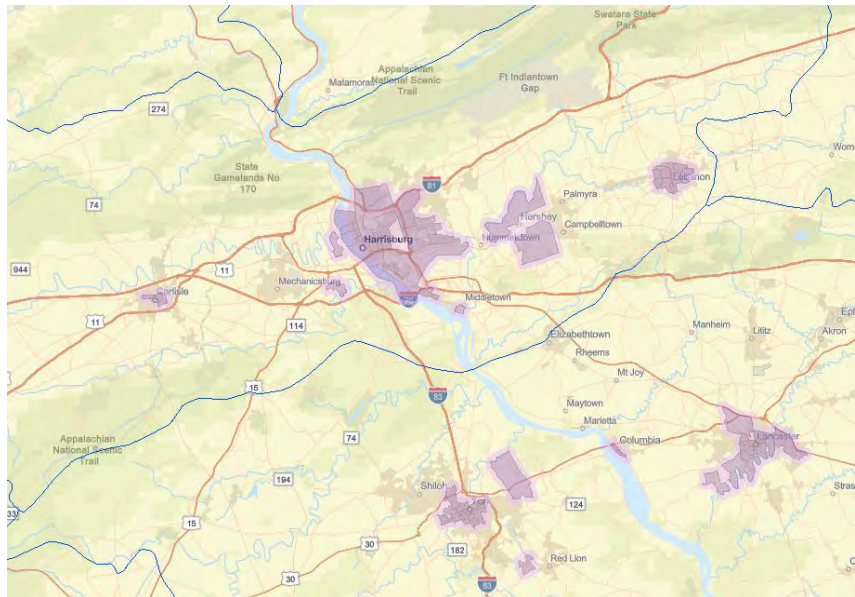 Swatara State
Park
Appalachian
National Scenic
Trail
Matamoras
Ft Indiantown
Gap
274
State
Gamelands No
170
81
Lebanon
Palmyra
74
Hershey
Campbelltown
Harrisburg
Hummelstown
944
11
Mechanicsburg
Carlisle
Middletown
11
114
Elizabethtown
Manheim
Lititz
Akron
Rheems
15
Mt Joy
83
Maytown
Marietta
74
Columbia
Lancaster
Appalachian
National Scenic
Trail
194
Shiloh
33
15
124
30
182
Red Lion
30
83